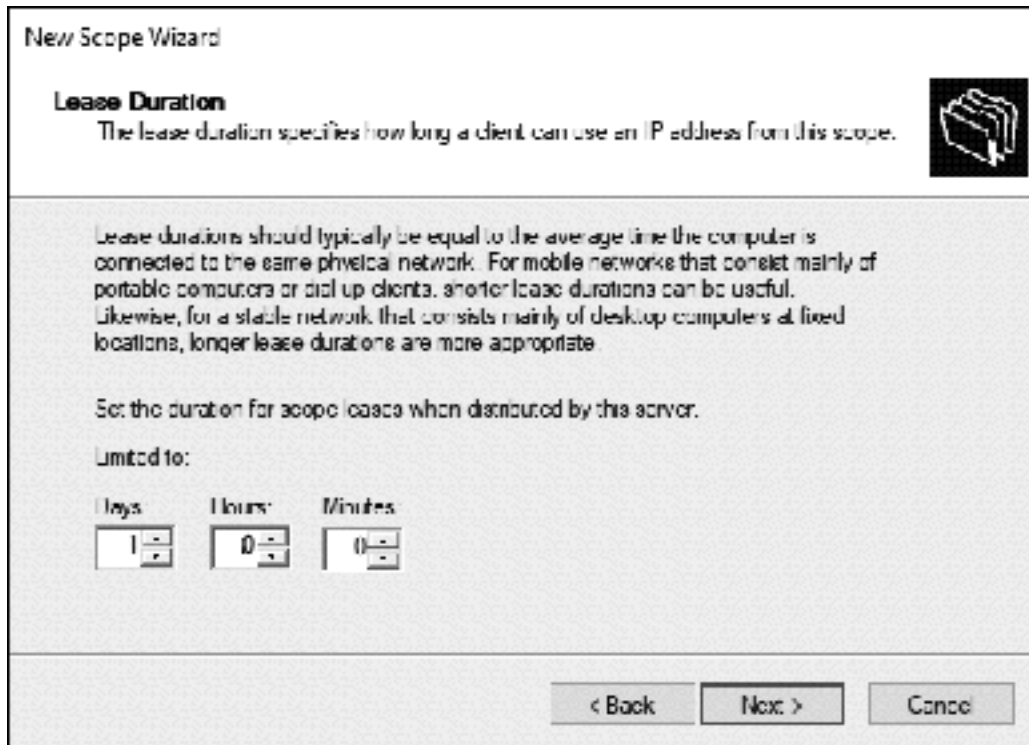 New Scope Wizard
Lease Duration
The lease duration specifies how long a client can use an IP address from this scope.
Lease durations should typically be equal to the average time the computer is
connected to the same physical network. For mobile networks that consist mainly of
portable computers or dial up clients, shorter lease durations can be useful.
Likewise, for a stable network that consists mainly of desktop computers at fixed
locations, longer lease durations are more appropriate.
Set the duration for scope leases when distributed by this server.
Limited to:
Days: Hours: Minutes:
1 0 0
< Back Next > Cancel